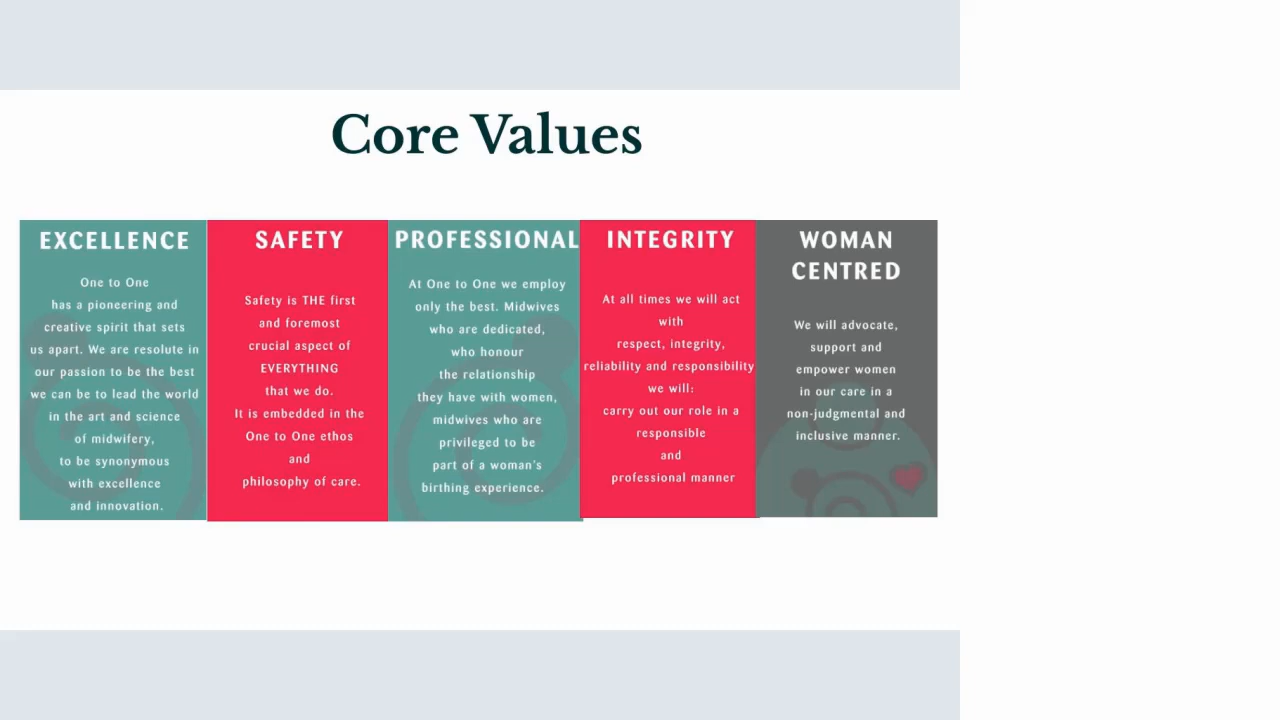 Core Values
EXCELLENCE
One to One
has a pioneering and
creative spirit that sets
us apart. We are resolute in
our passion to be the best
we can be to lead the world
in the art and science
of midwifery,
to be synonymous
with excellence
and innovation.
SAFETY
Safety is THE first
and foremost
crucial aspect of
EVERYTHING
that we do.
It is embedded in the
One to One ethos
and
philosophy of care.
PROFESSIONAL
At One to One we employ
only the best. Midwives
who are dedicated,
who honour
the relationship
they have with women,
midwives who are
privileged to be
part of a woman's
birthing experience.
INTEGRITY
At all times we will act
with
respect, integrity,
reliability and responsibility
we will:
carry out our role in a
responsible
and
professional manner
WOMAN
CENTRED
We will advocate,
support and
empower women
in our care in a
non-judgmental and
inclusive manner.